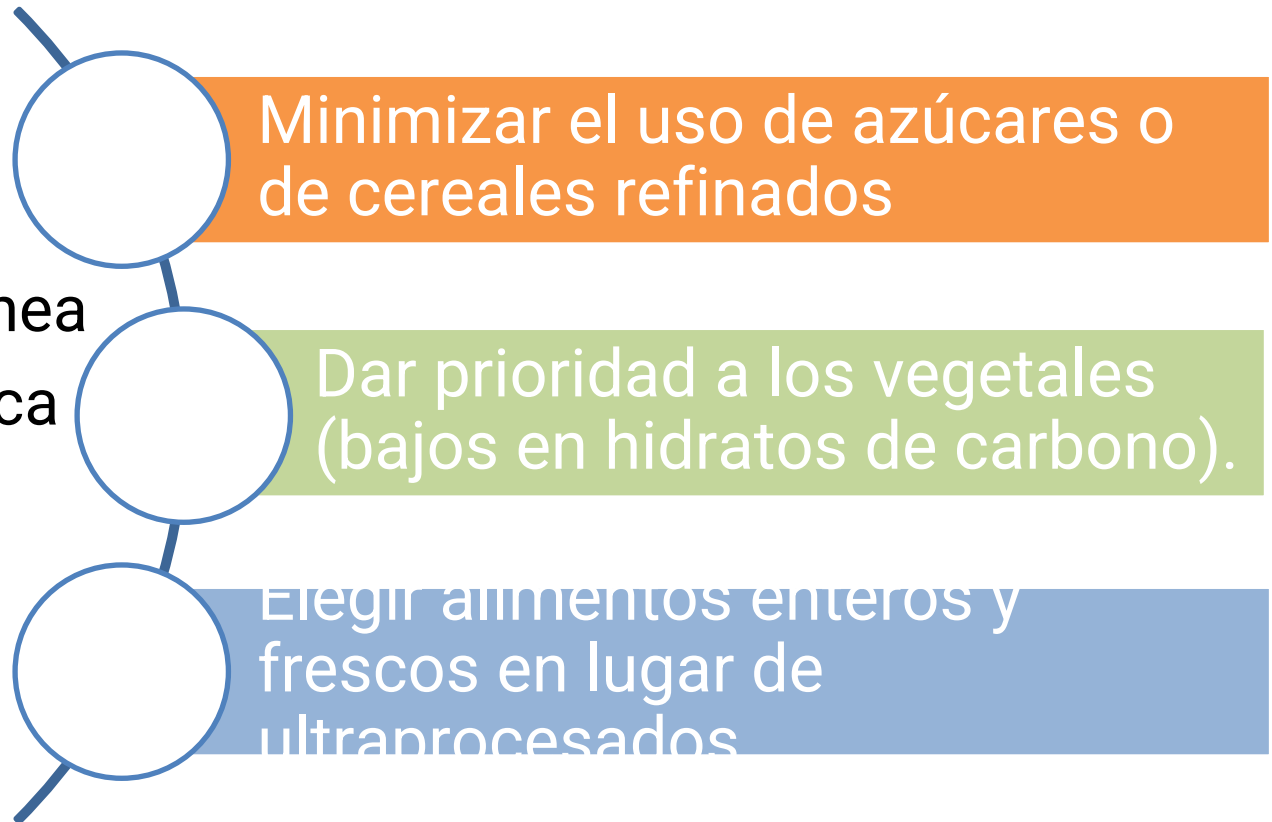 Minimizar el uso de azúcares o
de cereales refinados
nea
ca
Dar prioridad a los vegetales
(bajos en hidratos de carbono).
Elegir alimentos enteros y
frescos en lugar de
ultraprocesados